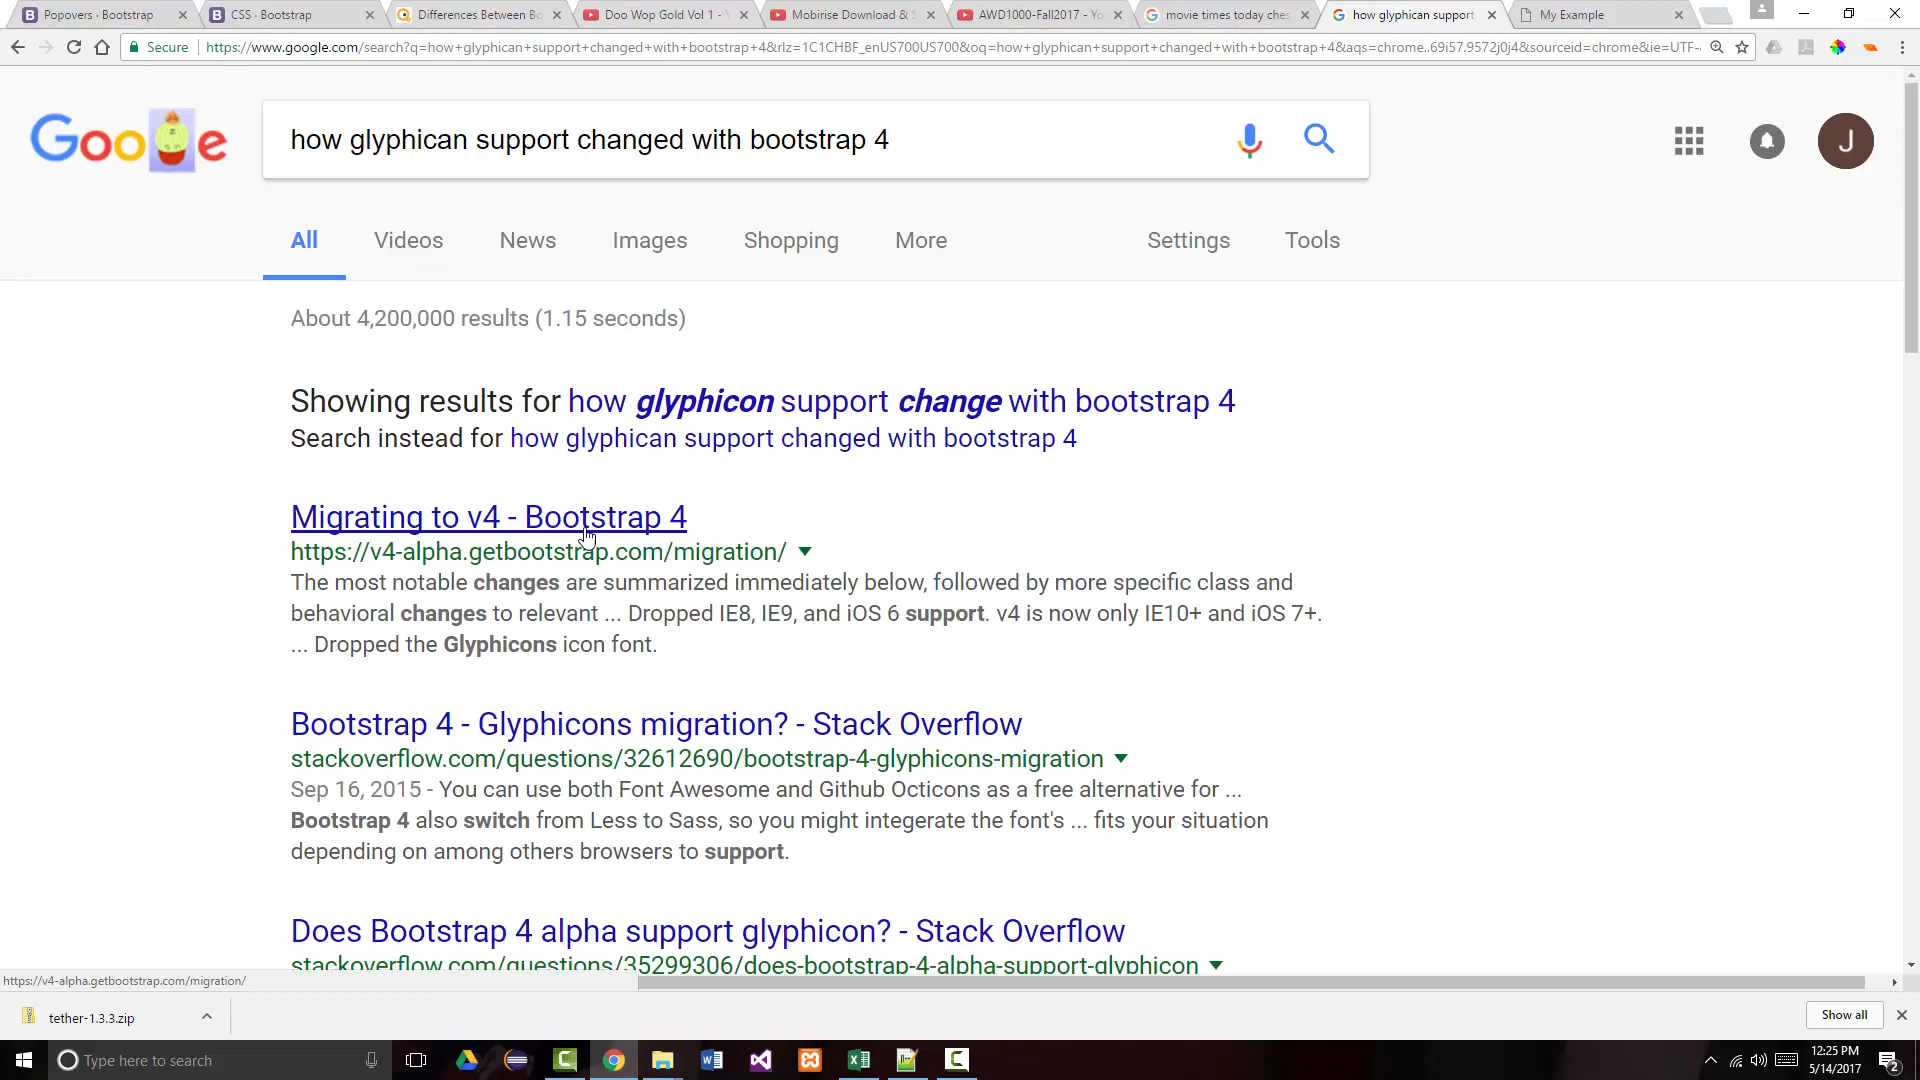 Popovers · Bootstrap
CSS · Bootstrap
Differences Between Bo
Doo Wop Gold Vol 1 - Y
Mobirise Download & S
AWD1000-Fall2017 - Yo
movie times today ches
how glyphican support
My Example
Secure
https://www.google.com/search?q=how+glyphican+support+changed+with+bootstrap+4&rlz=1C1CHBF_enUS700US700&oq=how+glyphican+support+changed+with+bootstrap+4&aqs=chrome..69i57.9572j0j4&sourceid=chrome&ie=UTF-
Google
how glyphican support changed with bootstrap 4
J
All
Videos
News
Images
Shopping
More
Settings
Tools
About 4,200,000 results (1.15 seconds)
Showing results for how glyphicon support change with bootstrap 4
Search instead for how glyphican support changed with bootstrap 4
Migrating to v4 - Bootstrap 4
https://v4-alpha.getbootstrap.com/migration/
The most notable changes are summarized immediately below, followed by more specific class and
behavioral changes to relevant ... Dropped IE8, IE9, and iOS 6 support. v4 is now only IE10+ and iOS 7+.
... Dropped the Glyphicons icon font.
Bootstrap 4 - Glyphicons migration? - Stack Overflow
stackoverflow.com/questions/32612690/bootstrap-4-glyphicons-migration
Sep 16, 2015 - You can use both Font Awesome and Github Octicons as a free alternative for ...
Bootstrap 4 also switch from Less to Sass, so you might integerate the font's ... fits your situation
depending on among others browsers to support.
Does Bootstrap 4 alpha support glyphicon? - Stack Overflow
stackoverflow.com/questions/35299306/does-bootstrap-4-alpha-support-glyphicon
https://v4-alpha.getbootstrap.com/migration/
tether-1.3.3.zip
Show all
Type here to search
12:25 PM
5/14/2017
2